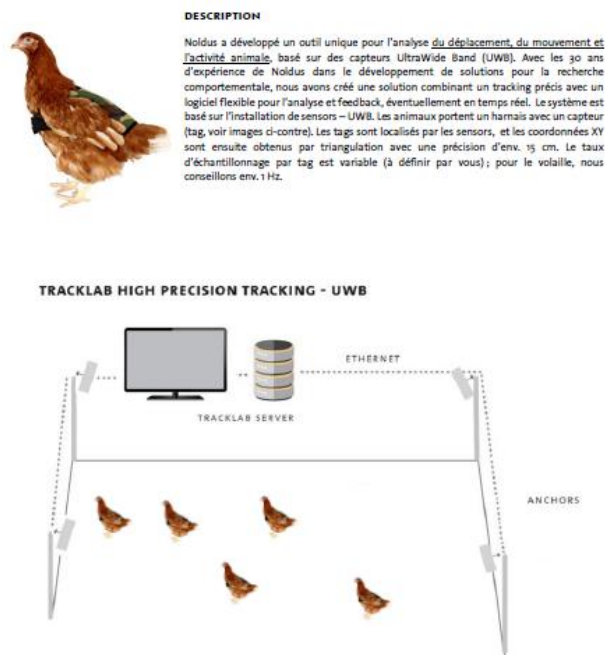 DESCRIPTION
Noldus a développé un outil unique pour l'analyse du déplacement, du mouvement et
l'activité animale, basé sur des capteurs UltraWide Band (UWB). Avec les 30 ans
d'expérience de Noldus dans le développement de solutions pour la recherche
comportementale, nous avons créé une solution combinant un tracking précis avec un
logiciel flexible pour l'analyse et feedback, éventuellement en temps réel. Le système est
basé sur l'installation de sensors – UWB. Les animaux portent un harnais avec un capteur
(tag, voir images ci-contre). Les tags sont localisés par les sensors, et les coordonnées XY
sont ensuite obtenus par triangulation avec une précision d'env. 15 cm. Le taux
d'échantillonnage par tag est variable (à définir par vous) ; pour le volaille, nous
conseillons env. 1 Hz.
TRACKLAB HIGH PRECISION TRACKING - UWB
ETHERNET
TRACKLAB SERVER
ANCHORS